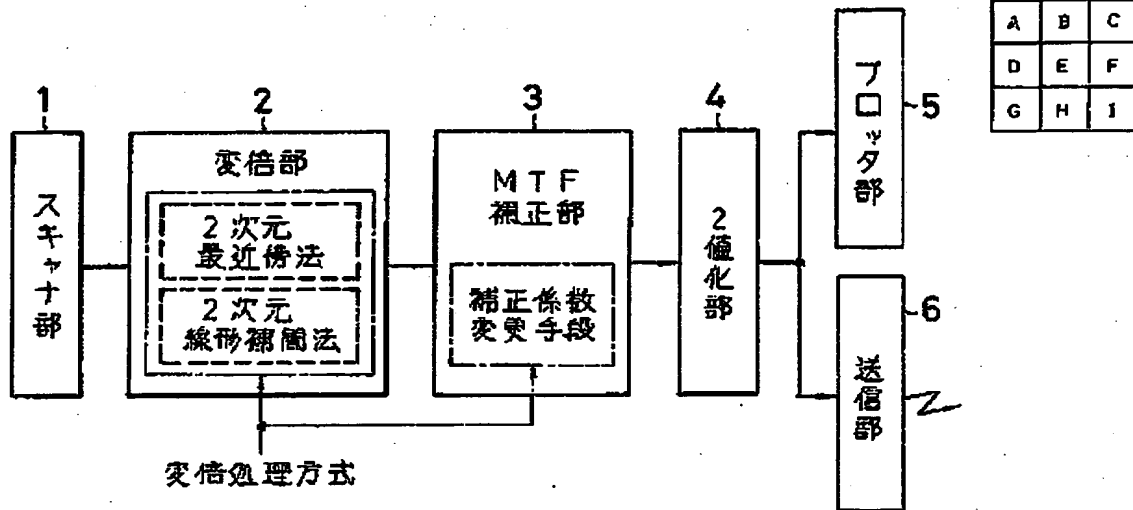 1
スキャナ部
2
変倍部
2次元
最近傍法
2次元
線形補間法
変倍処理方式
3
MTF
補正部
補正係数
変更手段
4
2値化部
プロッタ部
5
送信部
6
A B C
D E F
G H I